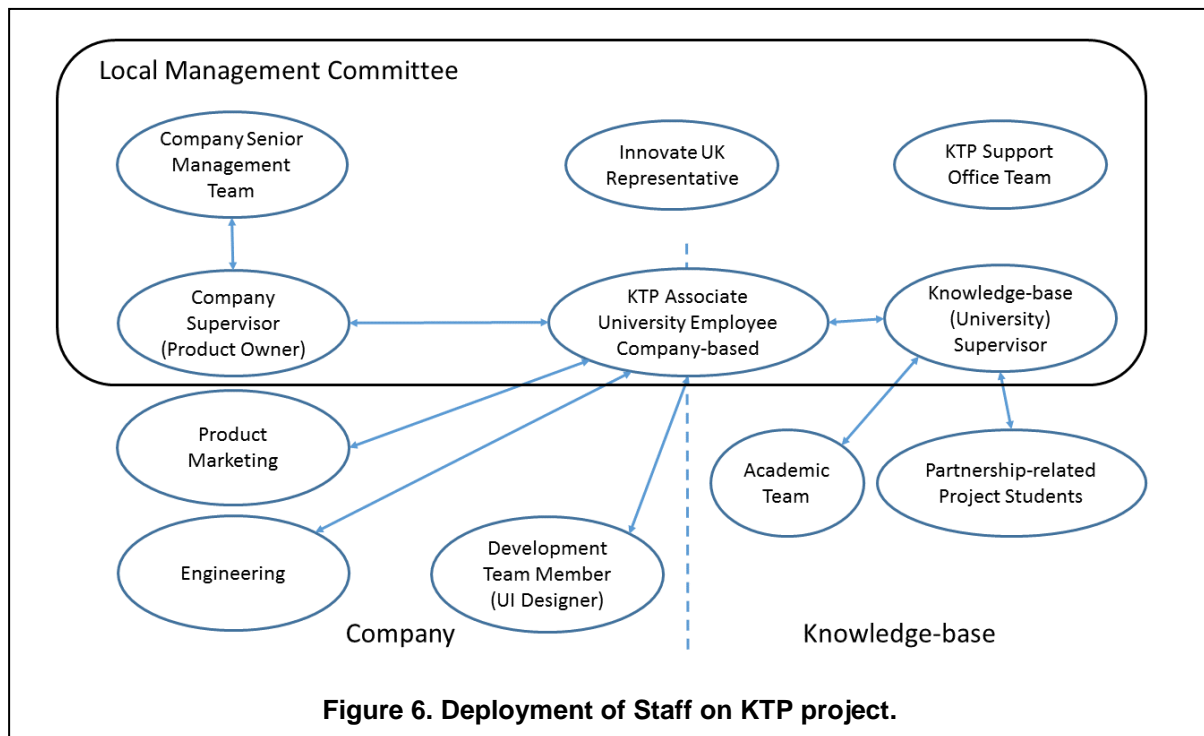 Local Management Committee
Company Senior
Management
Team
Innovate UK
Representative
KTP Support
Office Team
Company
Supervisor
(Product Owner)
KTP Associate
University Employee
Company-based
Knowledge-base
(University)
Supervisor
Product
Marketing
Academic
Team
Partnership-related
Project Students
Engineering
Development
Team Member
(UI Designer)
Company
Knowledge-base
Figure 6. Deployment of Staff on KTP project.